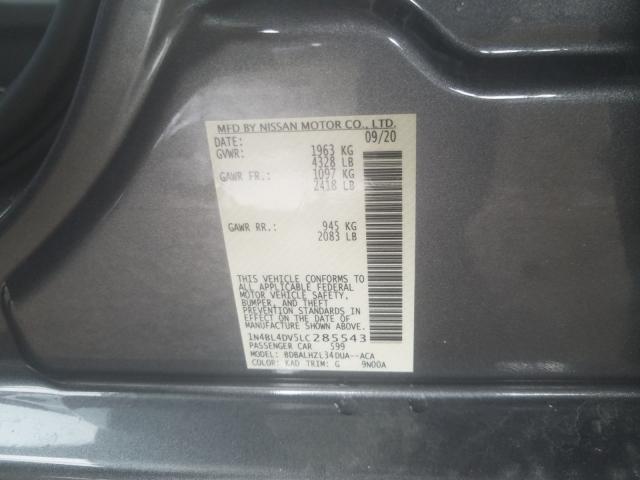 MFD BY NISSAN MOTOR CO., LTD.
DATE: 09/20
GVWR: 1963 KG
4328 LB
GAWR FR.: 1097 KG
2418 LB
GAWR RR.: 945 KG
2083 LB
THIS VEHICLE CONFORMS TO
ALL APPLICABLE FEDERAL
MOTOR VEHICLE SAFETY,
BUMPER, AND THEFT
PREVENTION STANDARDS
IN EFFECT ON THE DATE OF
MANUFACTURE SHOWN ABOVE.
1N4BL4DV5LC285543
PASSENGER CAR 599
MODEL: BDBALHZL34DUA--ACA
COLOR: KAD TRIM: G 9N00A